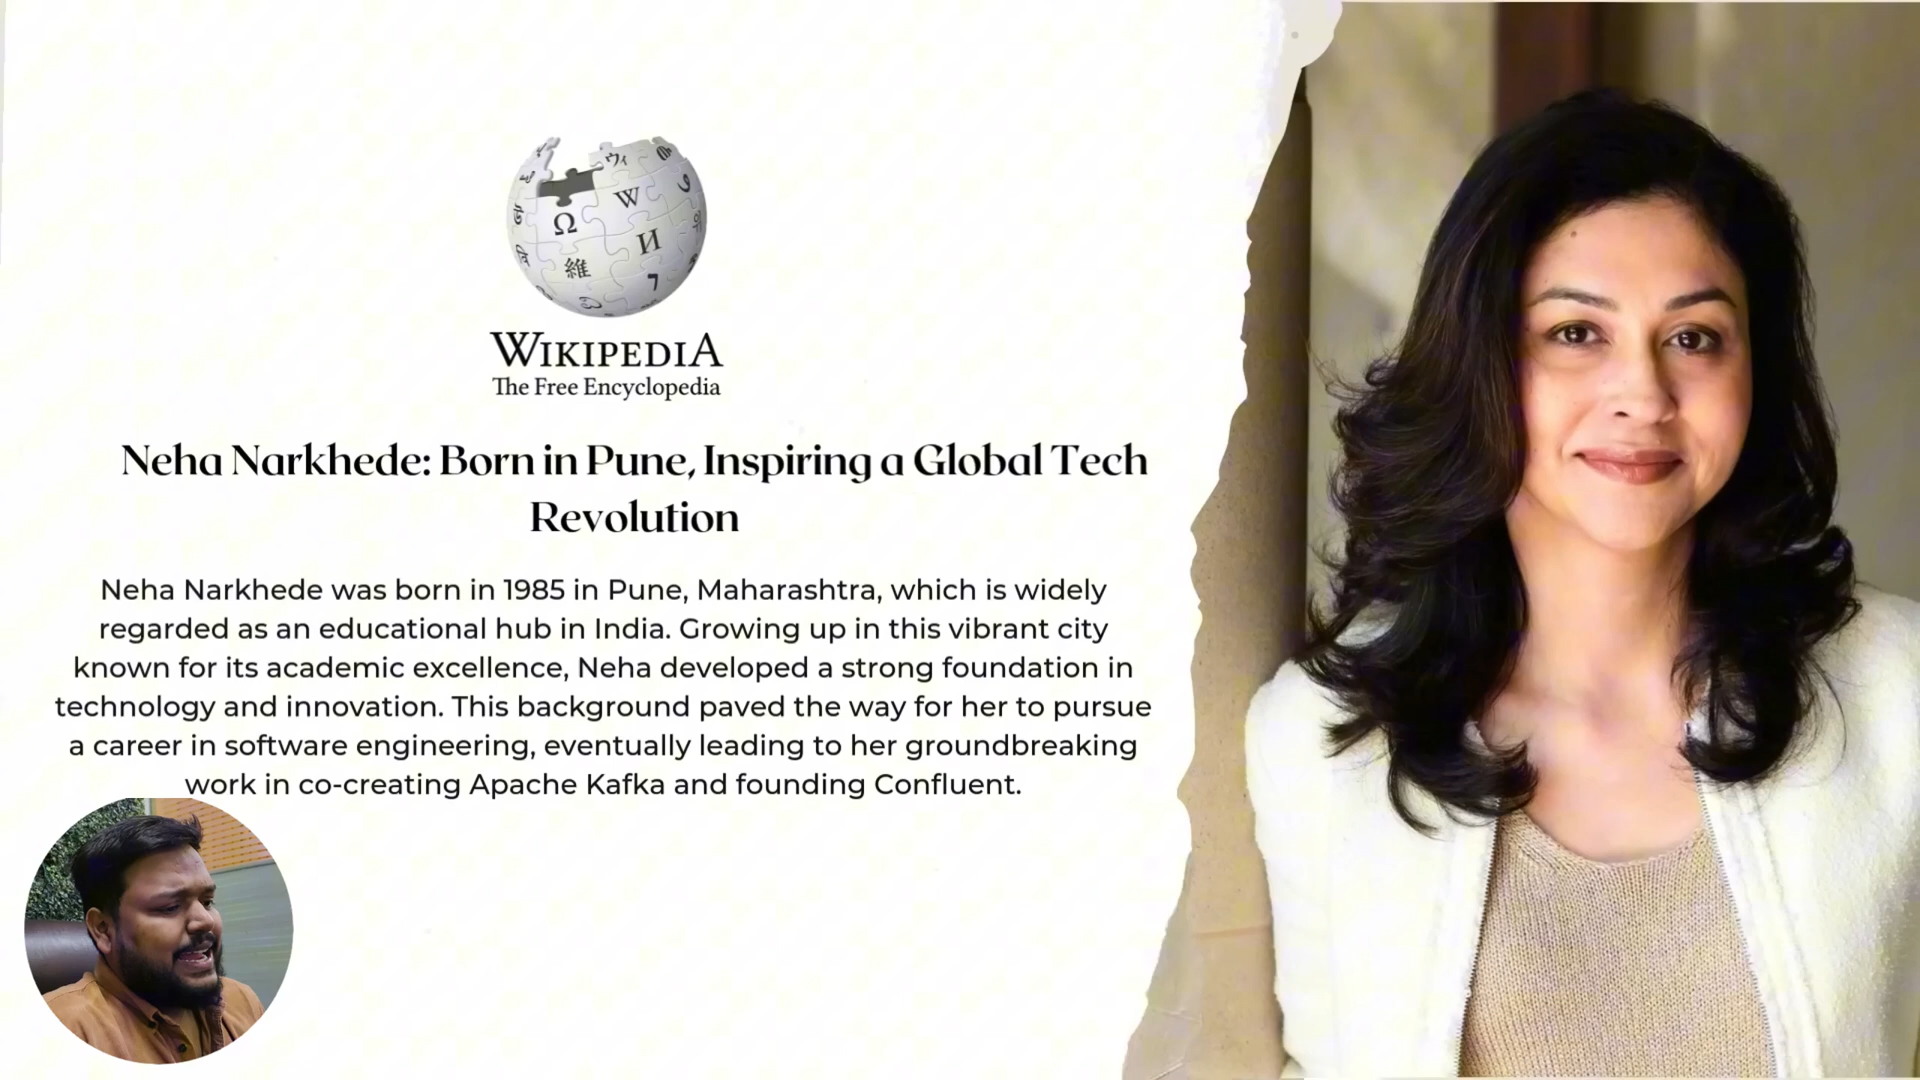 Ω
W
И
維
ウィ
7
WIKIPEDIA
The Free Encyclopedia
Neha Narkhede: Born in Pune, Inspiring a Global Tech
Revolution
Neha Narkhede was born in 1985 in Pune, Maharashtra, which is widely
regarded as an educational hub in India. Growing up in this vibrant city
known for its academic excellence, Neha developed a strong foundation in
technology and innovation. This background paved the way for her to pursue
a career in software engineering, eventually leading to her groundbreaking
work in co-creating Apache Kafka and founding Confluent.